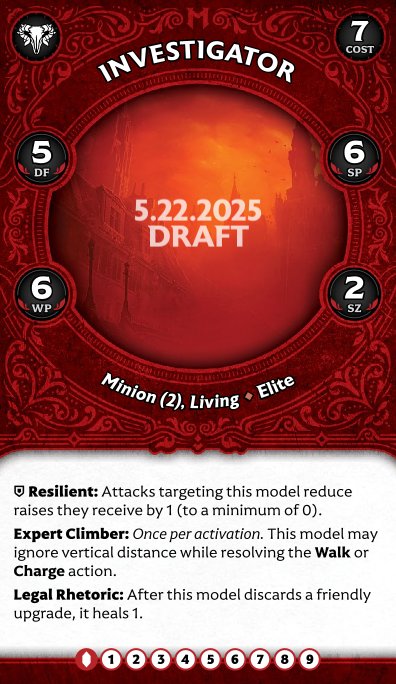 7
COST
INVESTIGATOR
5
DF
6
SP
5.22.2025
DRAFT
6
WP
2
SZ
Minion (2), Living • Elite
Resilient: Attacks targeting this model reduce
raises they receive by 1 (to a minimum of 0).
Expert Climber: Once per activation. This model may
ignore vertical distance while resolving the Walk or
Charge action.
Legal Rhetoric: After this model discards a friendly
upgrade, it heals 1.
1 2 3 4 5 6 7 8 9